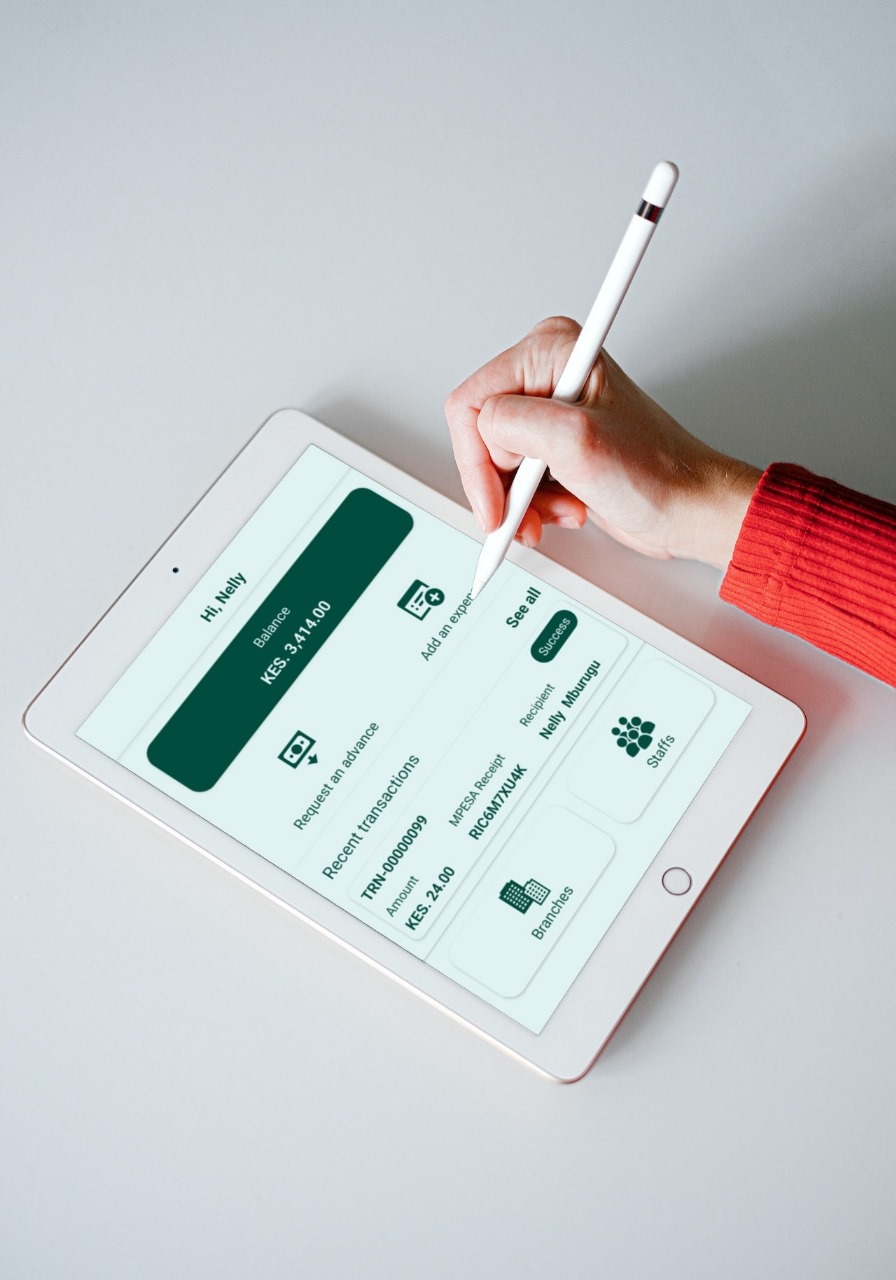 Hi, Nelly
Balance
KES. 3,414.00
Request an advance
Add an expen
Recent transactions
See all
TRN-00000099
Success
Amount
MPESA Receipt
Recipient
KES. 24.00
RIC6M7XU4K
Nelly Mburugu
Branches
Staffs